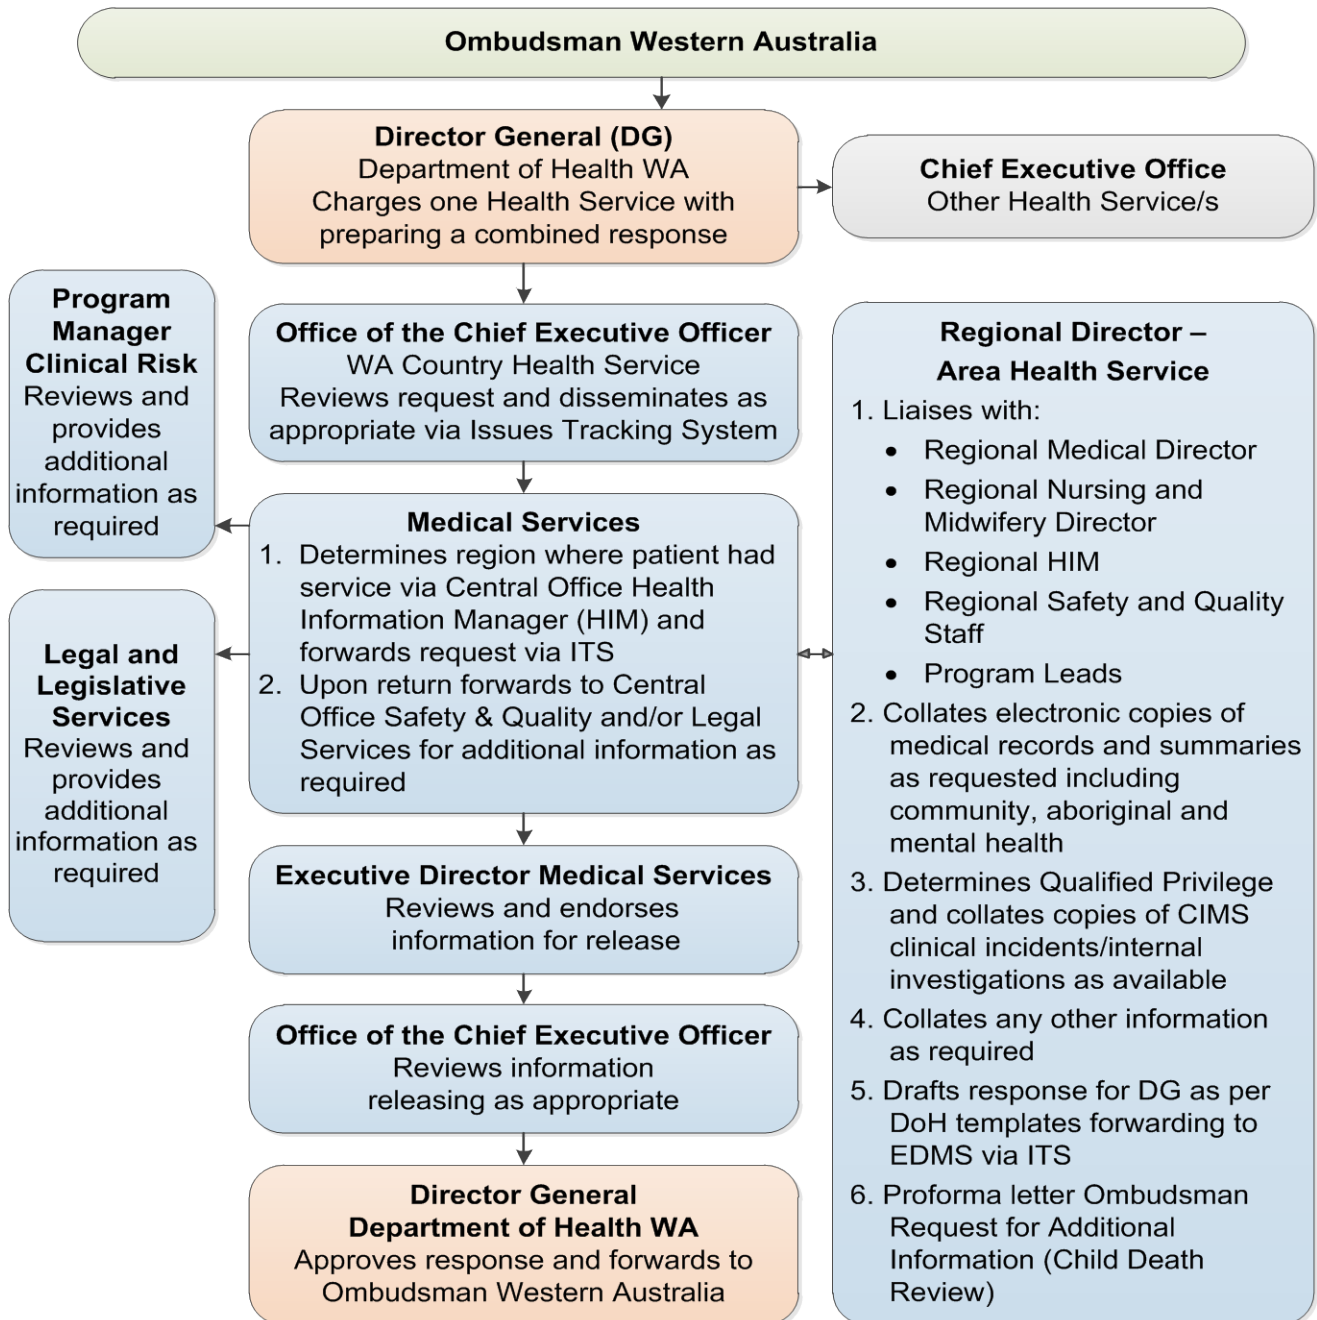 Ombudsman Western Australia
Director General (DG)
Department of Health WA
Charges one Health Service with
preparing a combined response
Chief Executive Office
Other Health Service/s
Program
Manager
Clinical Risk
Reviews and
provides
additional
information as
required
Office of the Chief Executive Officer
WA Country Health Service
Reviews request and disseminates as
appropriate via Issues Tracking System
Medical Services
1. Determines region where patient had
service via Central Office Health
Information Manager (HIM) and
forwards request via ITS
2. Upon return forwards to Central
Office Safety & Quality and/or Legal
Services for additional information as
required
Legal and
Legislative
Services
Reviews and
provides
additional
information as
required
Executive Director Medical Services
Reviews and endorses
information for release
Office of the Chief Executive Officer
Reviews information
releasing as appropriate
Director General
Department of Health WA
Approves response and forwards to
Ombudsman Western Australia
Regional Director –
Area Health Service
1. Liaises with:
• Regional Medical Director
• Regional Nursing and
Midwifery Director
• Regional HIM
• Regional Safety and Quality
Staff
• Program Leads
2. Collates electronic copies of
medical records and summaries
as requested including
community, aboriginal and
mental health
3. Determines Qualified Privilege
and collates copies of CIMS
clinical incidents/internal
investigations as available
4. Collates any other information
as required
5. Drafts response for DG as per
DoH templates forwarding to
EDMS via ITS
6. Proforma letter Ombudsman
Request for Additional
Information (Child Death
Review)